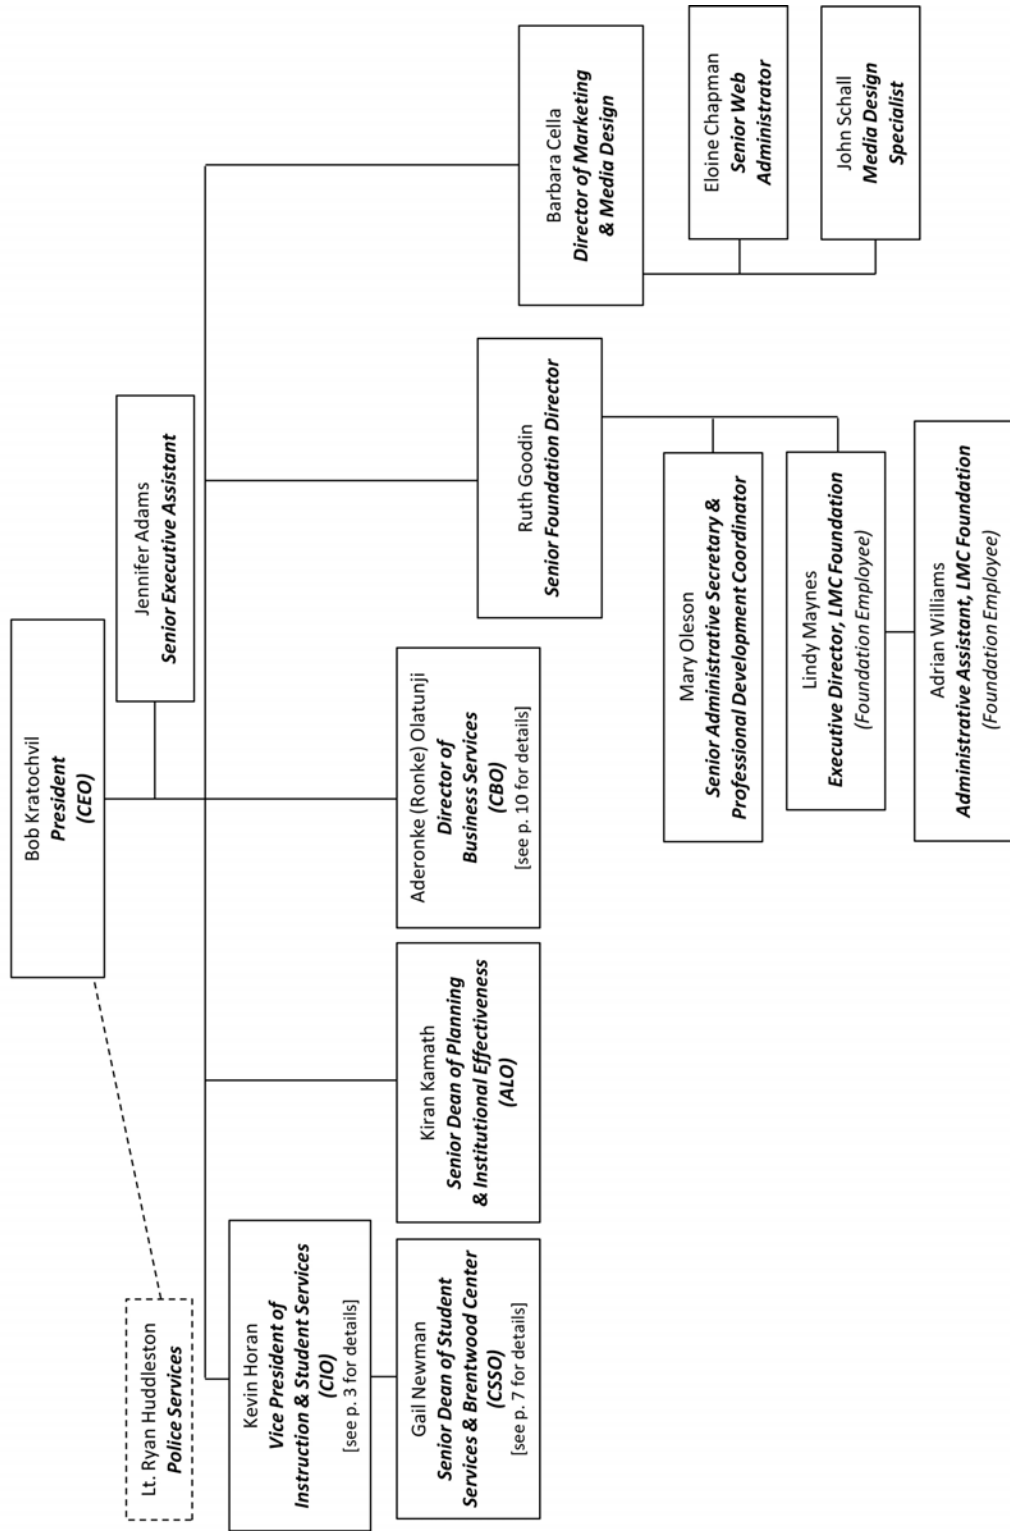 Bob Kratochvil
President
(CEO)
Jennifer Adams
Senior Executive Assistant
Lt. Ryan Huddleston
Police Services
Kevin Horan
Vice President of
Instruction & Student Services
(CIO)
[see p. 3 for details]
Gail Newman
Senior Dean of Student
Services & Brentwood Center
(CSSO)
[see p. 7 for details]
Kiran Kamath
Senior Dean of Planning
& Institutional Effectiveness
(ALO)
Aderonke (Ronke) Olatunji
Director of
Business Services
(CBO)
[see p. 10 for details]
Ruth Goodin
Senior Foundation Director
Mary Oleson
Senior Administrative Secretary &
Professional Development Coordinator
Lindy Maynes
Executive Director, LMC Foundation
(Foundation Employee)
Adrian Williams
Administrative Assistant, LMC Foundation
(Foundation Employee)
Barbara Cella
Director of Marketing
& Media Design
Eloine Chapman
Senior Web
Administrator
John Schall
Media Design
Specialist